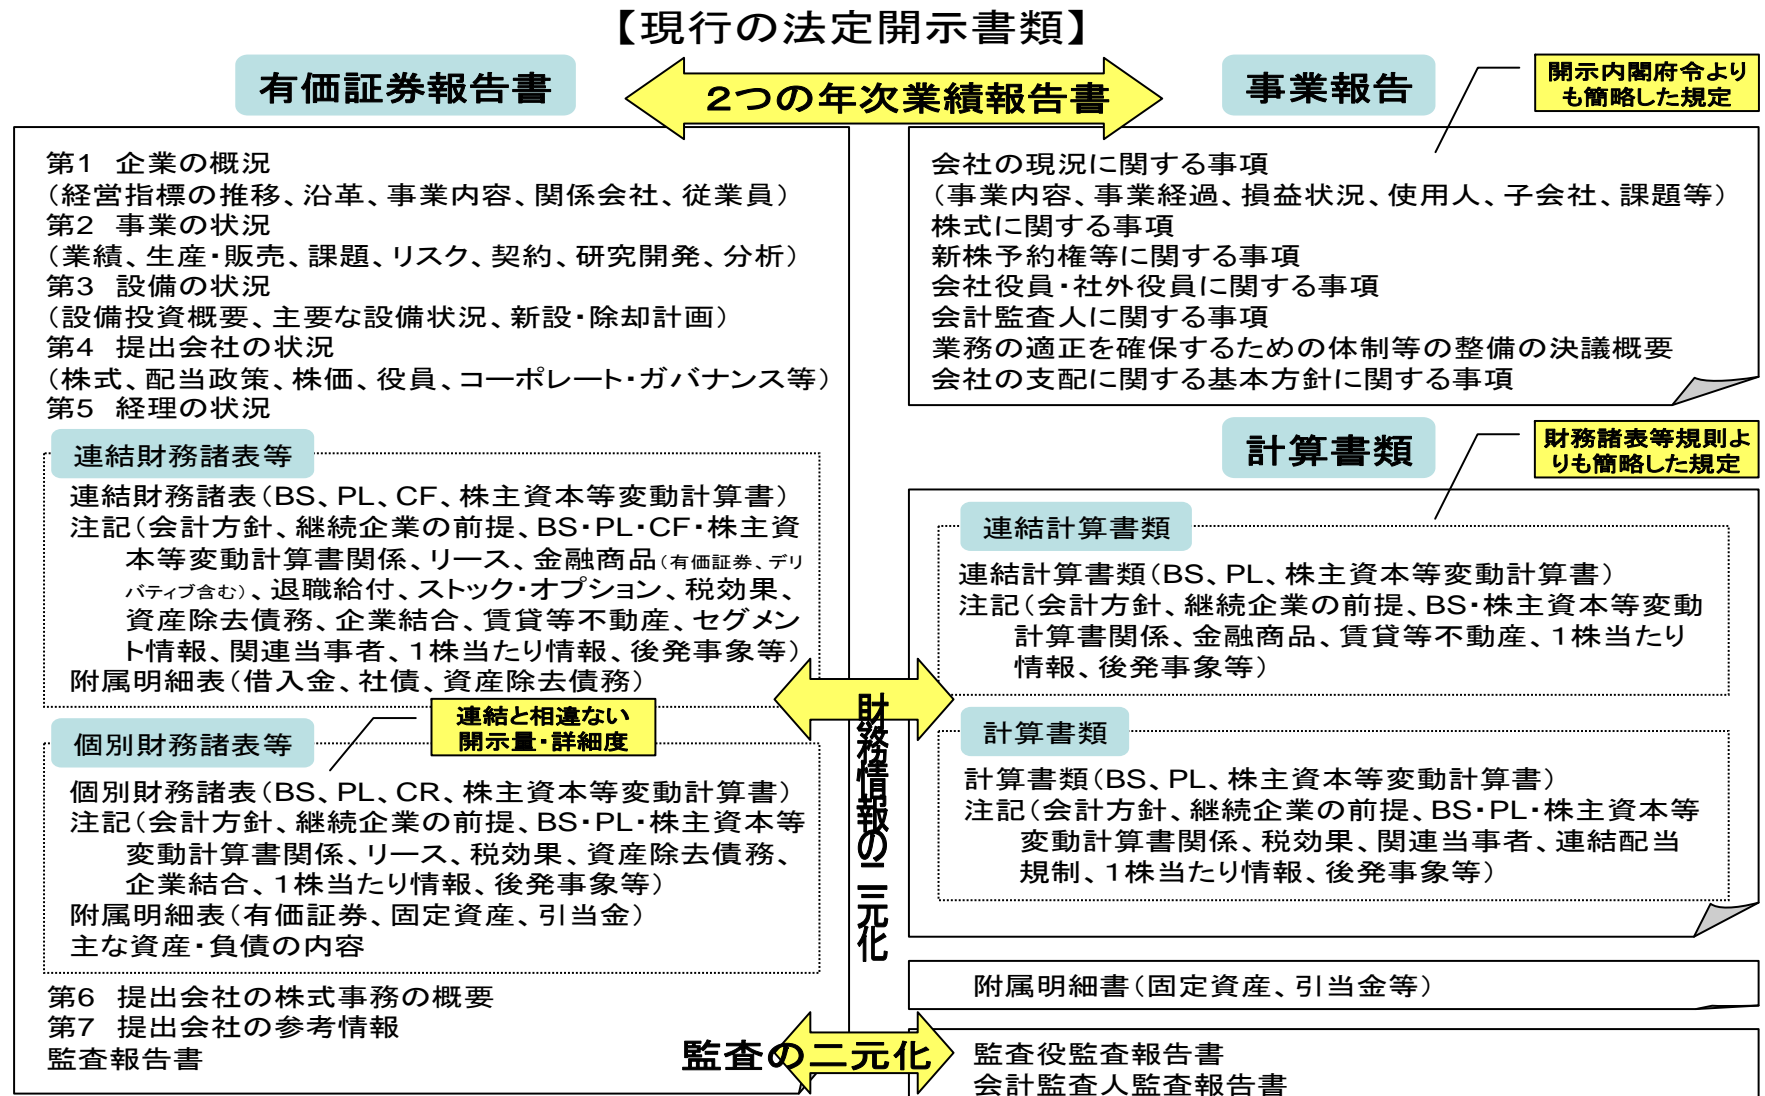 【現行の法定開示書類】
有価証券報告書
2つの年次業績報告書
事業報告
開示内閣府令より
も簡略した規定
第1 企業の概況
(経営指標の推移、沿革、事業内容、関係会社、従業員)
第2 事業の状況
(業績、生産・販売、課題、リスク、契約、研究開発、分析)
第3 設備の状況
(設備投資概要、主要な設備状況、新設・除却計画)
第4 提出会社の状況
(株式、配当政策、株価、役員、コーポレート・ガバナンス等)
第5 経理の状況
連結財務諸表等
連結財務諸表(BS、PL、CF、株主資本等変動計算書)
注記(会計方針、継続企業の前提、BS・PL・CF・株主資
本等変動計算書関係、リース、金融商品(有価証券、デリ
バティブ含む)、退職給付、ストック・オプション、税効果、
資産除去債務、企業結合、賃貸等不動産、セグメン
ト情報、関連当事者、1株当たり情報、後発事象等)
附属明細表(借入金、社債、資産除去債務)
連結と相違ない
開示量・詳細度
個別財務諸表等
個別財務諸表(BS、PL、CR、株主資本等変動計算書)
注記(会計方針、継続企業の前提、BS・PL・株主資本等
変動計算書関係、リース、税効果、資産除去債務、
企業結合、1株当たり情報、後発事象等)
附属明細表(有価証券、固定資産、引当金)
主な資産・負債の内容
第6 提出会社の株式事務の概要
第7 提出会社の参考情報
監査報告書
財務情報の二元化
監査の二元化
会社の現況に関する事項
(事業内容、事業経過、損益状況、使用人、子会社、課題等)
株式に関する事項
新株予約権等に関する事項
会社役員・社外役員に関する事項
会計監査人に関する事項
業務の適正を確保するための体制等の整備の決議概要
会社の支配に関する基本方針に関する事項
計算書類
財務諸表等規則よ
りも簡略した規定
連結計算書類
連結計算書類(BS、PL、株主資本等変動計算書)
注記(会計方針、継続企業の前提、BS・株主資本等変動
計算書関係、金融商品、賃貸等不動産、1株当たり
情報、後発事象等)
計算書類
計算書類(BS、PL、株主資本等変動計算書)
注記(会計方針、継続企業の前提、BS・PL・株主資本等
変動計算書関係、税効果、関連当事者、連結配当
規制、1株当たり情報、後発事象等)
附属明細書(固定資産、引当金等)
監査役監査報告書
会計監査人監査報告書